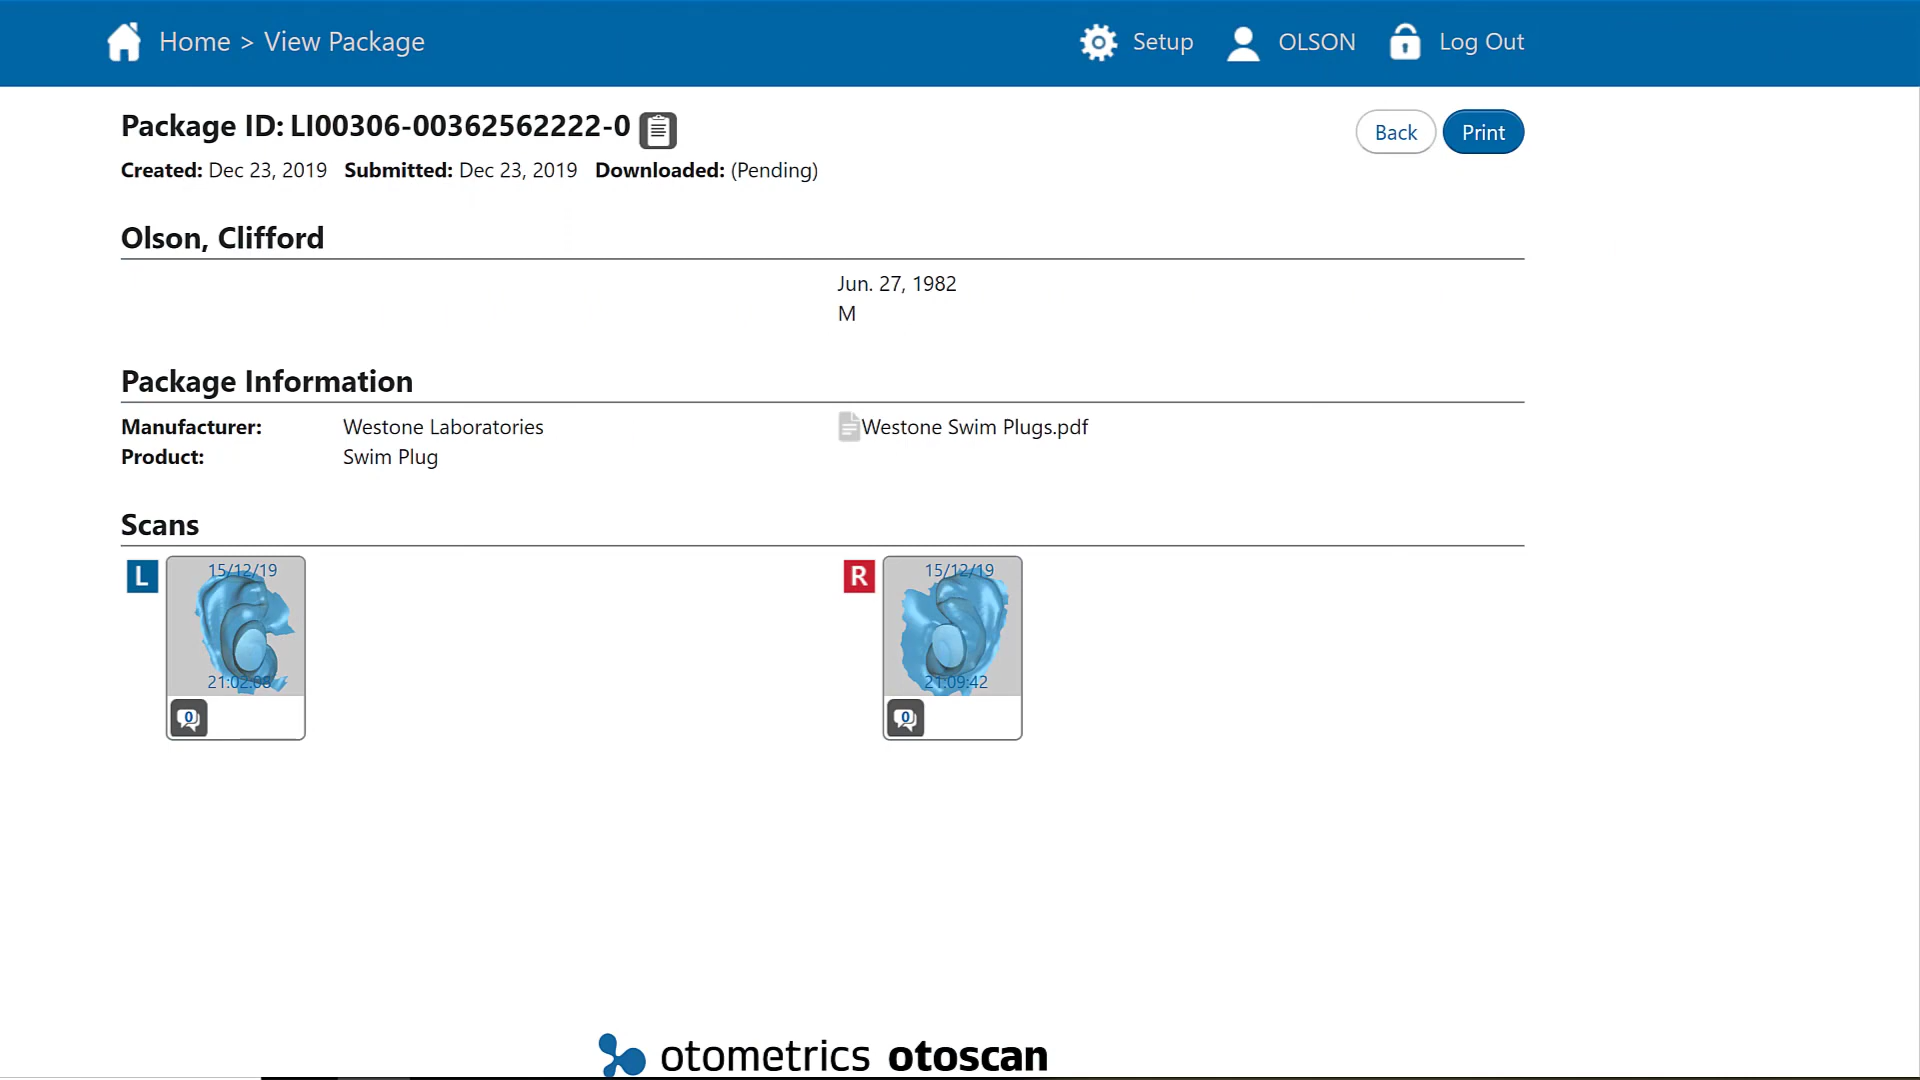 Home > View Package
Setup
OLSON
Log Out
Package ID: LI00306-00362562222-0
Back
Print
Created: Dec 23, 2019 Submitted: Dec 23, 2019 Downloaded: (Pending)
Olson, Clifford
Jun. 27, 1982
M
Package Information
Manufacturer: Westone Laboratories
Westone Swim Plugs.pdf
Product: Swim Plug
Scans
L
15/12/19
R
15/12/19
21:09:42
0
0
otometrics otoscan